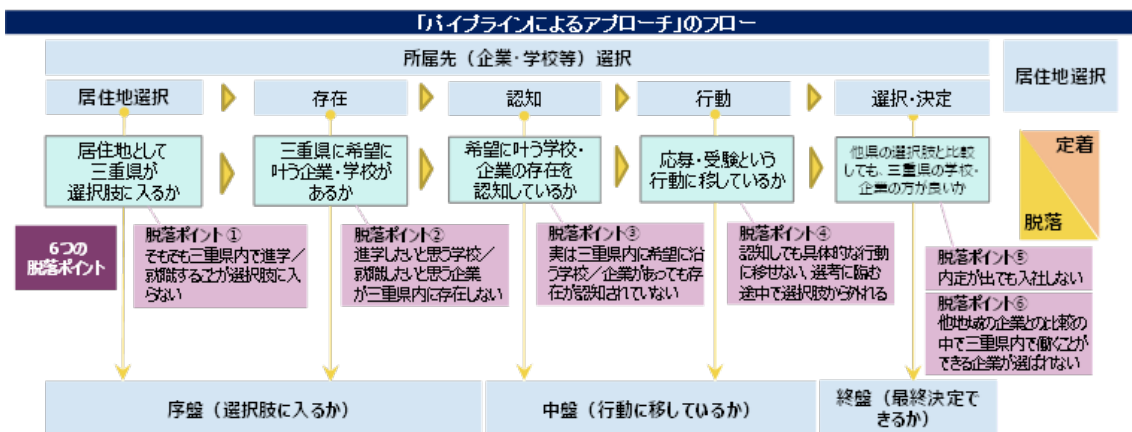 「パイプラインによるアプローチ」のフロー
所属先（企業・学校等）選択
居住地選択
居住地選択
存在
認知
行動
選択・決定
居住地として
三重県が
選択肢に入るか
三重県に希望に
叶う企業・学校が
あるか
希望に叶う学校・
企業の存在を
認知しているか
応募・受験という
行動に移しているか
他県の選択肢と比較
しても、三重県の学校・
企業の方が良いか
定着
脱落
6つの
脱落ポイント
脱落ポイント①
そもそも三重県内で進学／
就職することが選択肢に入
らない
脱落ポイント②
進学したいと思う学校／
就職したいと思う企業
が三重県内に存在しない
脱落ポイント③
実は三重県内に希望に沿
う学校／企業があっても存
在が認知されていない
脱落ポイント④
認知しても具体的な行動
に移せない、選考に臨む
途中で選択肢から外れる
脱落ポイント⑤
内定が出ても入社しない
脱落ポイント⑥
他地域の企業との比較の
中で三重県内で働くことが
できる企業が選ばれない
序盤（選択肢に入るか）
中盤（行動に移しているか）
終盤（最終決定で
きるか）